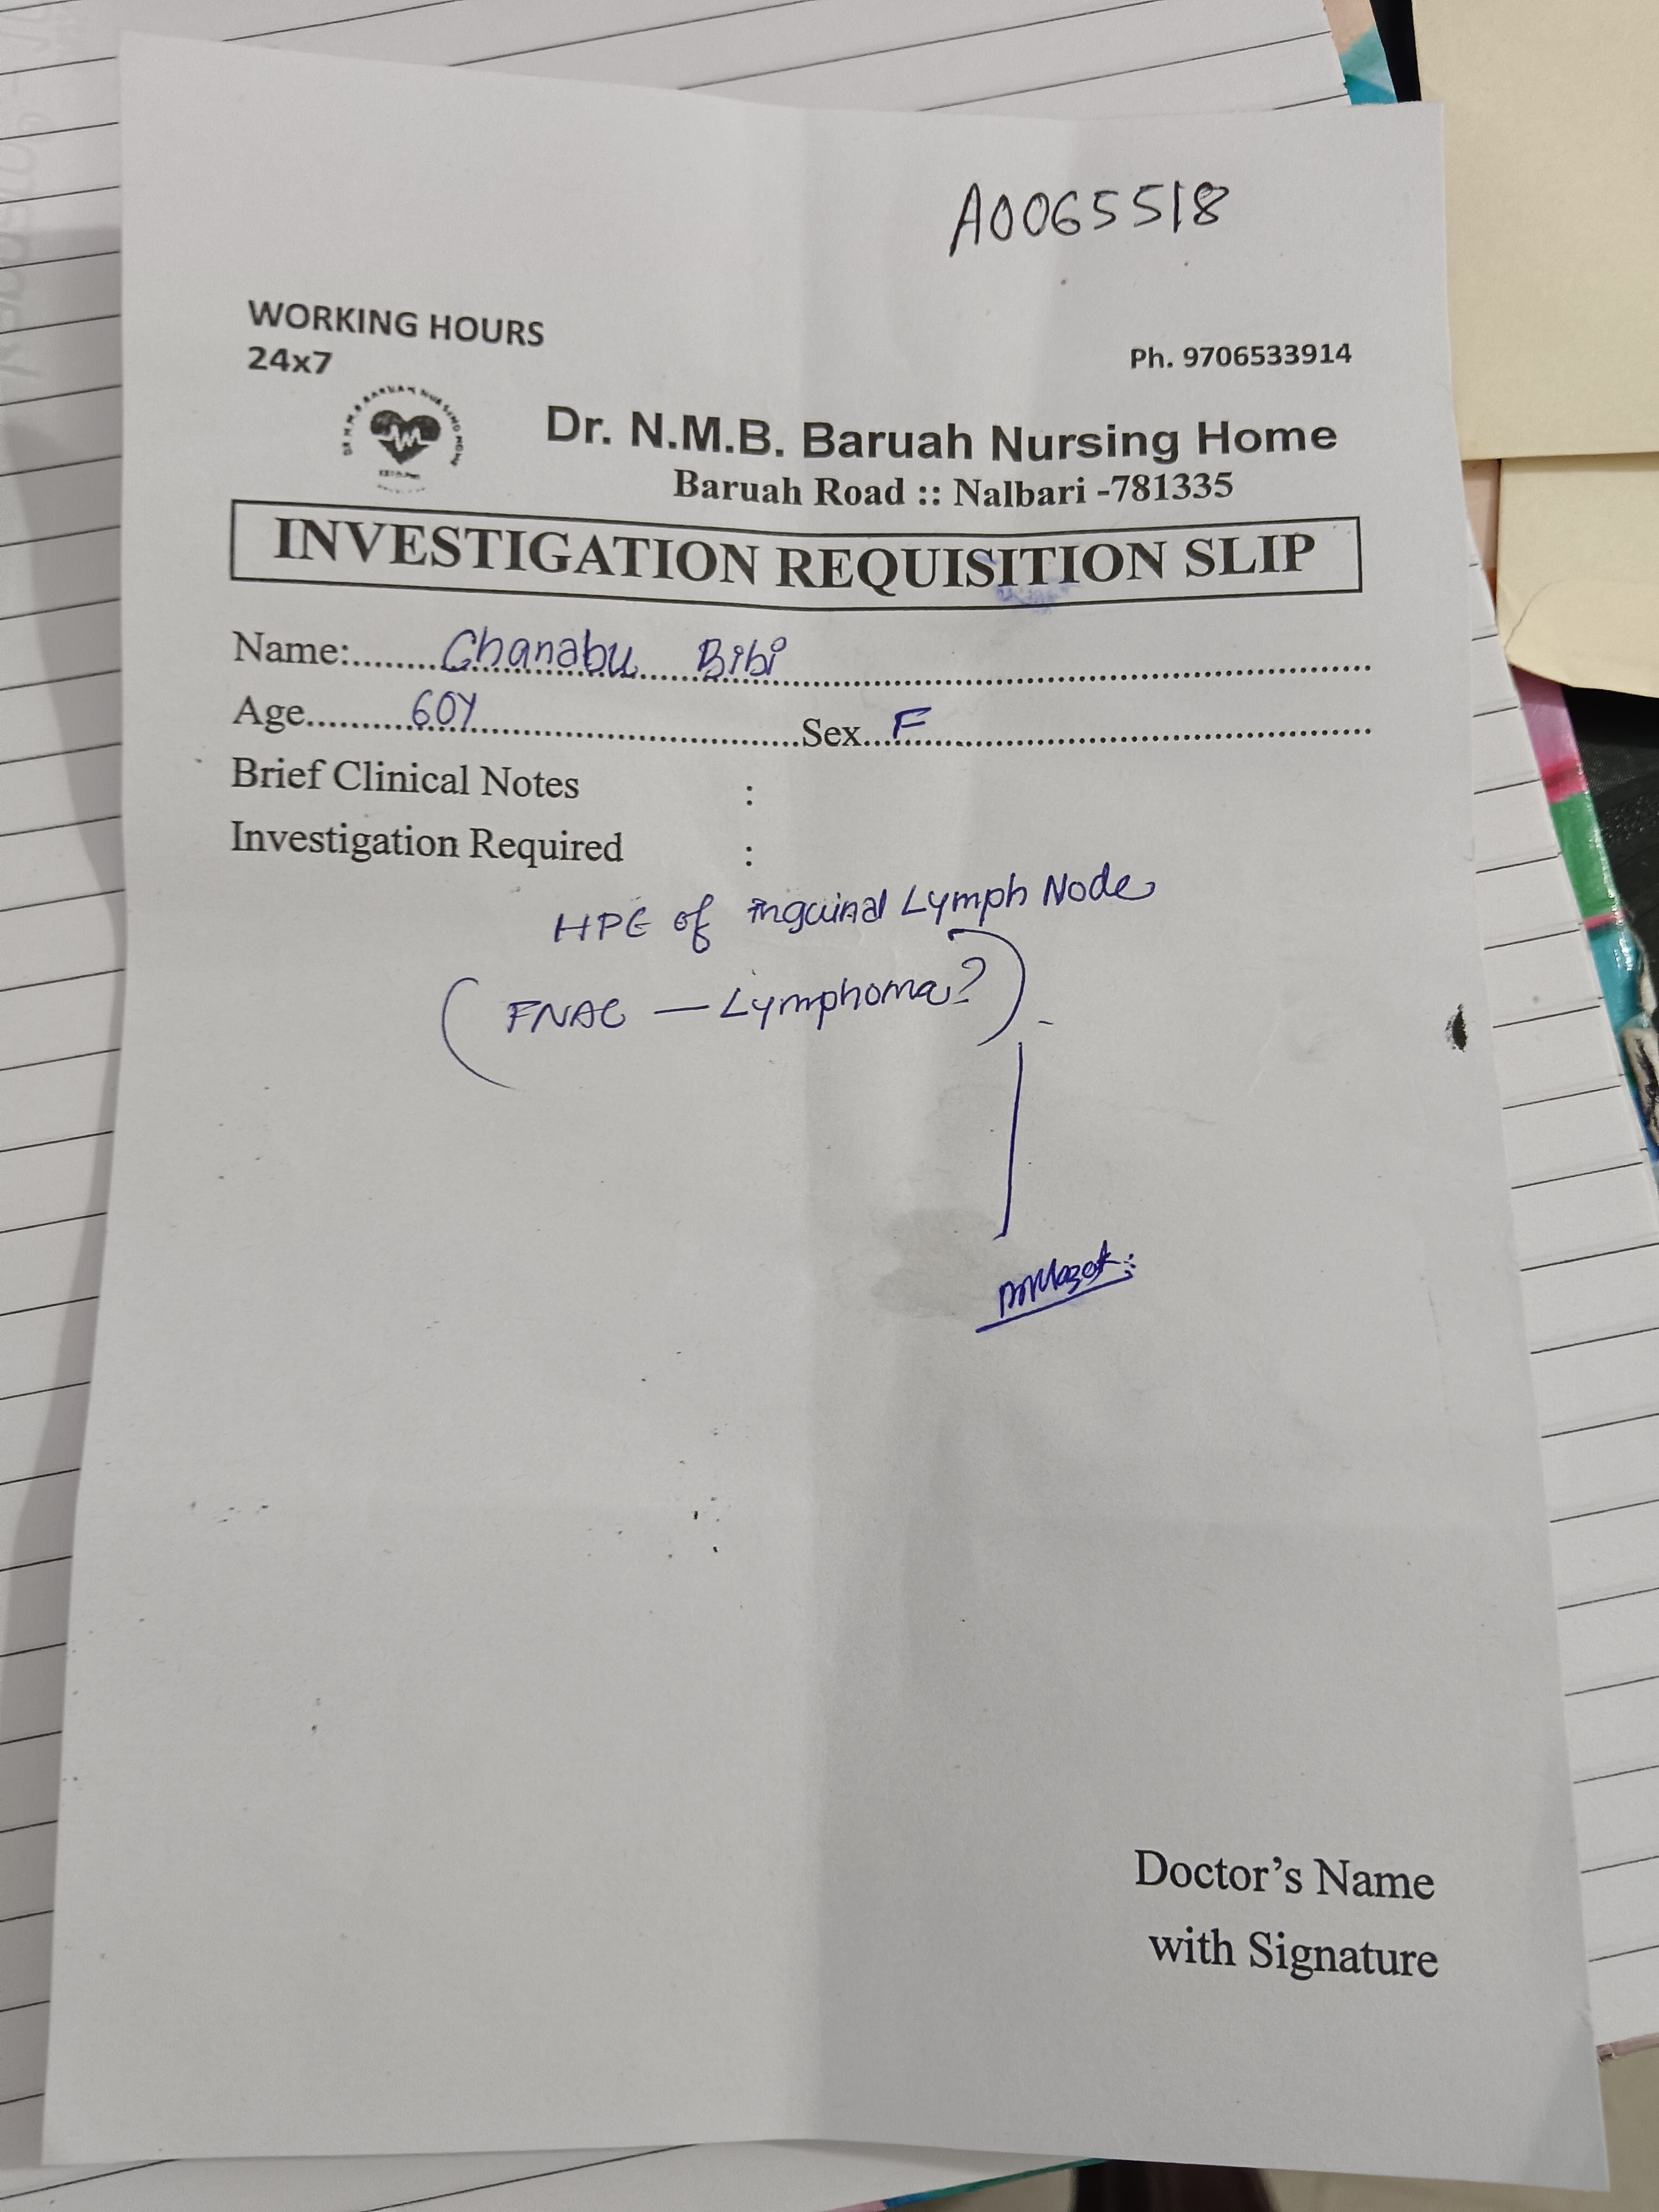 A0065518
WORKING HOURS
24x7
Ph. 9706533914
Dr. N.M.B. Baruah Nursing Home
Baruah Road :: Nalbari -781335
INVESTIGATION REQUISITION SLIP
Name:........Chanabu Bibi
Age..........60Y Sex...F
Brief Clinical Notes :
Investigation Required :
HPE of inguinal Lymph Node
(FNAC — Lymphoma?)
Doctor's Name
with Signature